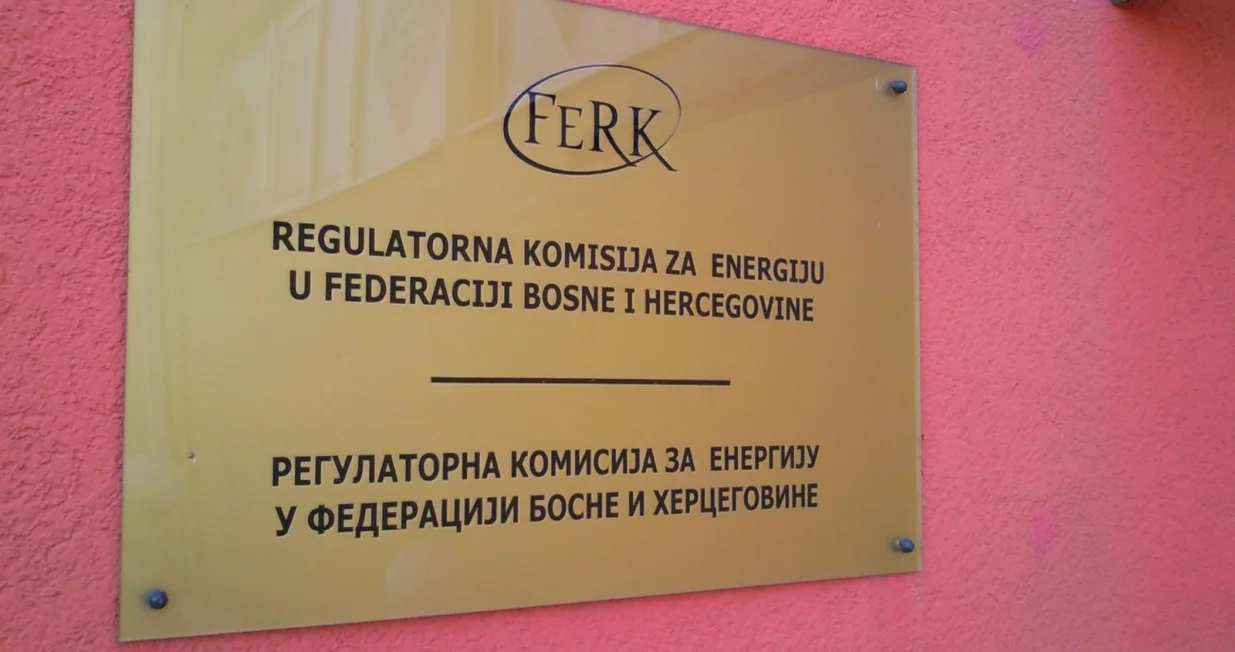 FERK
REGULATORNA KOMISIJA ZA ENERGIJU
U FEDERACIJI BOSNE I HERCEGOVINE
РЕГУЛАТОРНА КОМИСИЈА ЗА ЕНЕРГИЈУ
У ФЕДЕРАЦИЈИ БОСНЕ И ХЕРЦЕГОВИНЕ